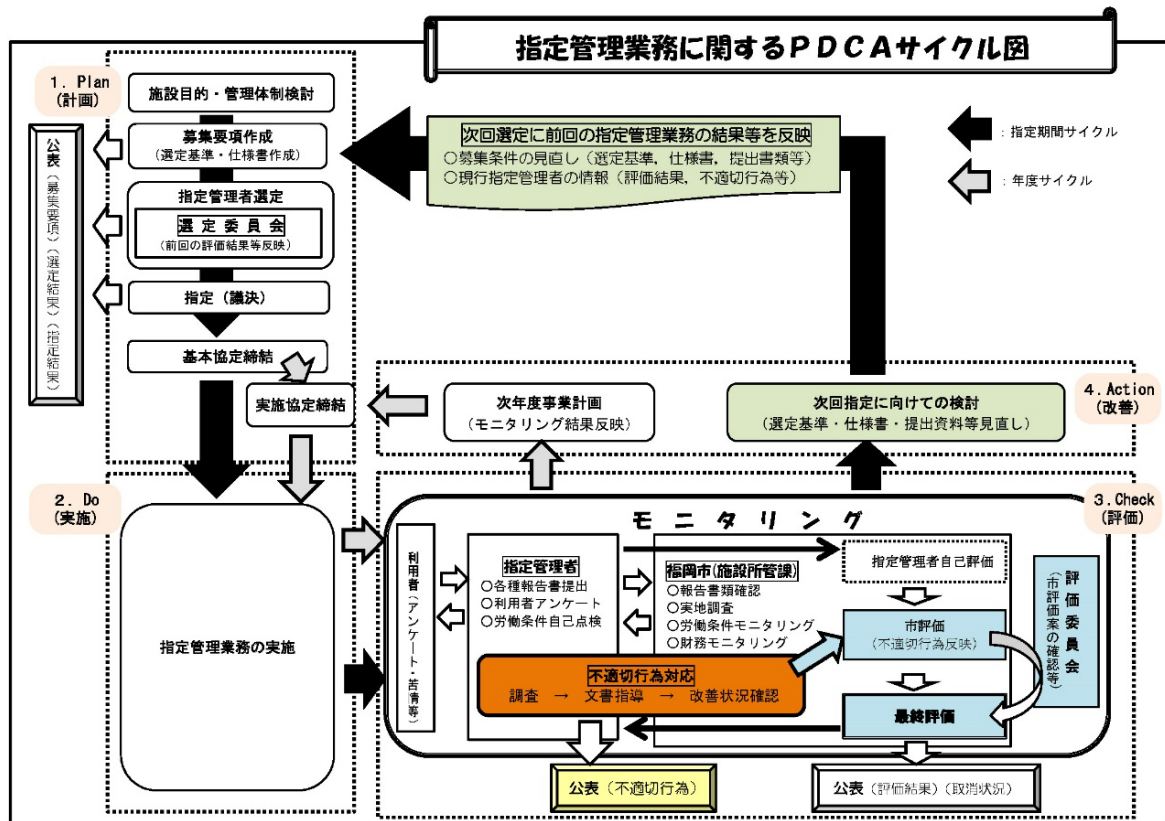 指定管理業務に関するPDCAサイクル図
1. Plan
(計画)
施設目的・管理体制検討
募集要項作成
(選定基準・仕様書作成)
指定管理者選定
選定委員会
(前回の評価結果等反映)
指定(議決)
基本協定締結
実施協定締結
公表(募集要項)(選定結果)(指定結果)
次回選定に前回の指定管理業務の結果等を反映
○募集条件の見直し(選定基準,仕様書,提出書類等)
○現行指定管理者の情報(評価結果,不適切行為等)
:指定期間サイクル
:年度サイクル
次年度事業計画
(モニタリング結果反映)
次回指定に向けての検討
(選定基準・仕様書・提出資料等見直し)
4. Action
(改善)
2. Do
(実施)
指定管理業務の実施
3. Check
(評価)
モニタリング
利用者(アンケート・苦情等)
指定管理者
○各種報告書提出
○利用者アンケート
○労働条件自己点検
福岡市(施設所管課)
○報告書類確認
○実地調査
○労働条件モニタリング
○財務モニタリング
指定管理者自己評価
市評価
(不適切行為反映)
最終評価
評価委員会
(市評価案の確認等)
不適切行為対応
調査 → 文書指導 → 改善状況確認
公表(不適切行為)
公表(評価結果)(取消状況)